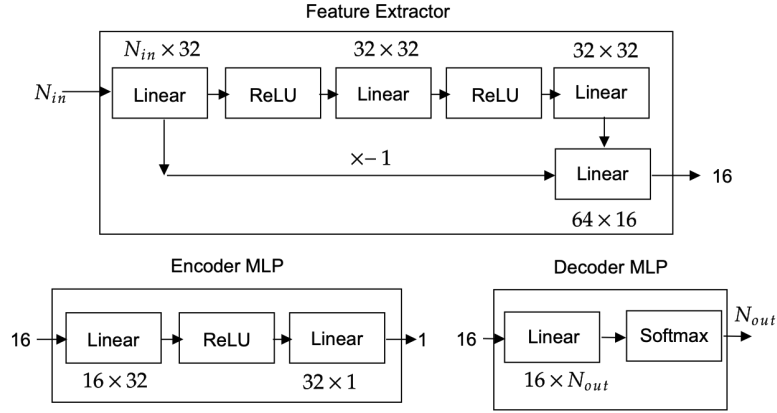 Feature Extractor
N_in × 32
32 × 32
32 × 32
N_in
Linear
ReLU
Linear
ReLU
Linear
×− 1
Linear
16
64 × 16
Encoder MLP
16
Linear
ReLU
Linear
1
16 × 32
32 × 1
Decoder MLP
16
Linear
Softmax
N_out
16 × N_out